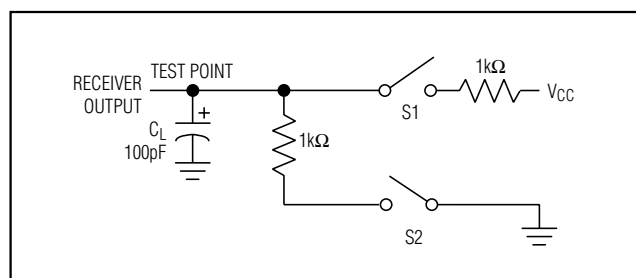 RECEIVER OUTPUT
TEST POINT
CL
100pF
+
1kΩ
S1
1kΩ
VCC
S2